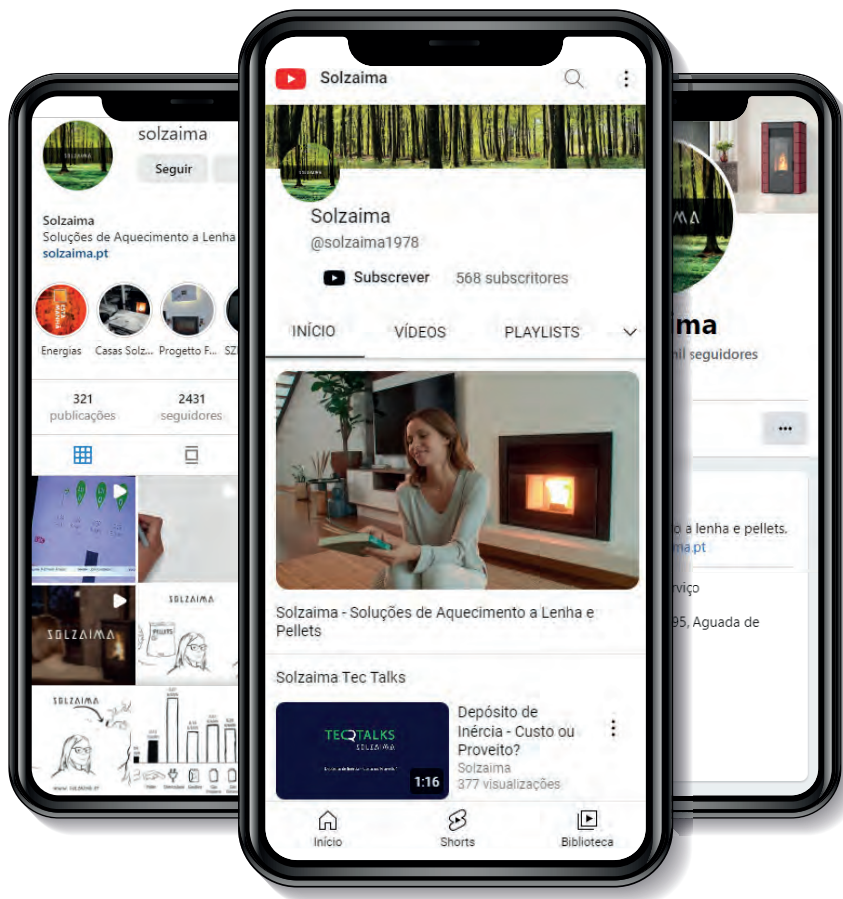 solzaima
Seguir
Solzaima
Soluções de Aquecimento a Lenha
solzaima.pt
Energias
Casas Solz...
Progetto F...
321
publicações
2431
seguidores
SOLZAIMA
SOLZAIMA
PELLETS
SOLZAIMA
Solzaima
Solzaima
@solzaima1978
Subscrever
568 subscritores
INÍCIO
VÍDEOS
PLAYLISTS
Solzaima - Soluções de Aquecimento a Lenha e
Pellets
Solzaima Tec Talks
TECTALKS
SOLZAIMA
1:16
Depósito de
Inércia - Custo ou
Proveito?
Solzaima
377 visualizações
Início
Shorts
Biblioteca
ma
mil seguidores
o a lenha e pellets.
ma.pt
rviço
95, Aguada de